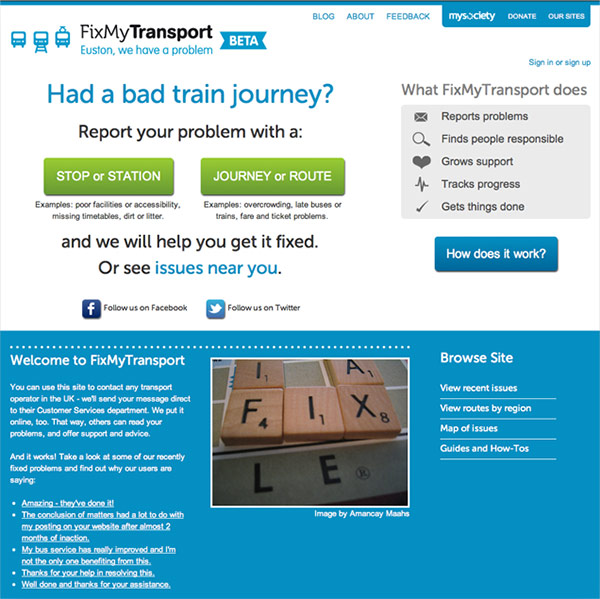 BLOG ABOUT FEEDBACK mysociety DONATE OUR SITES
FixMyTransport
Euston, we have a problem BETA
Sign in or sign up
Had a bad train journey?
Report your problem with a:
STOP or STATION
Examples: poor facilities or accessibility,
missing timetables, dirt or litter.
JOURNEY or ROUTE
Examples: overcrowding, late buses or
trains, fare and ticket problems.
and we will help you get it fixed.
Or see issues near you.
Follow us on Facebook
Follow us on Twitter
What FixMyTransport does
Reports problems
Finds people responsible
Grows support
Tracks progress
Gets things done
How does it work?
Welcome to FixMyTransport
You can use this site to contact any transport
operator in the UK - we'll send your message direct
to their Customer Services department. We put it
online, too. That way, others can read your
problems, and offer support and advice.
And it works! Take a look at some of our recently
fixed problems and find out why our users are
saying:
Amazing - they've done it!
The conclusion of matters had a lot to do with
my posting on your website after almost 2
months of inaction.
My bus service has really improved and I'm
not the only one benefiting from this.
Thanks for your help in resolving this.
Well done and thanks for your assistance.
I1 A1
F4 I1 X8
L E ®
Image by Amancay Maahs
Browse Site
View recent issues
View routes by region
Map of issues
Guides and How-Tos